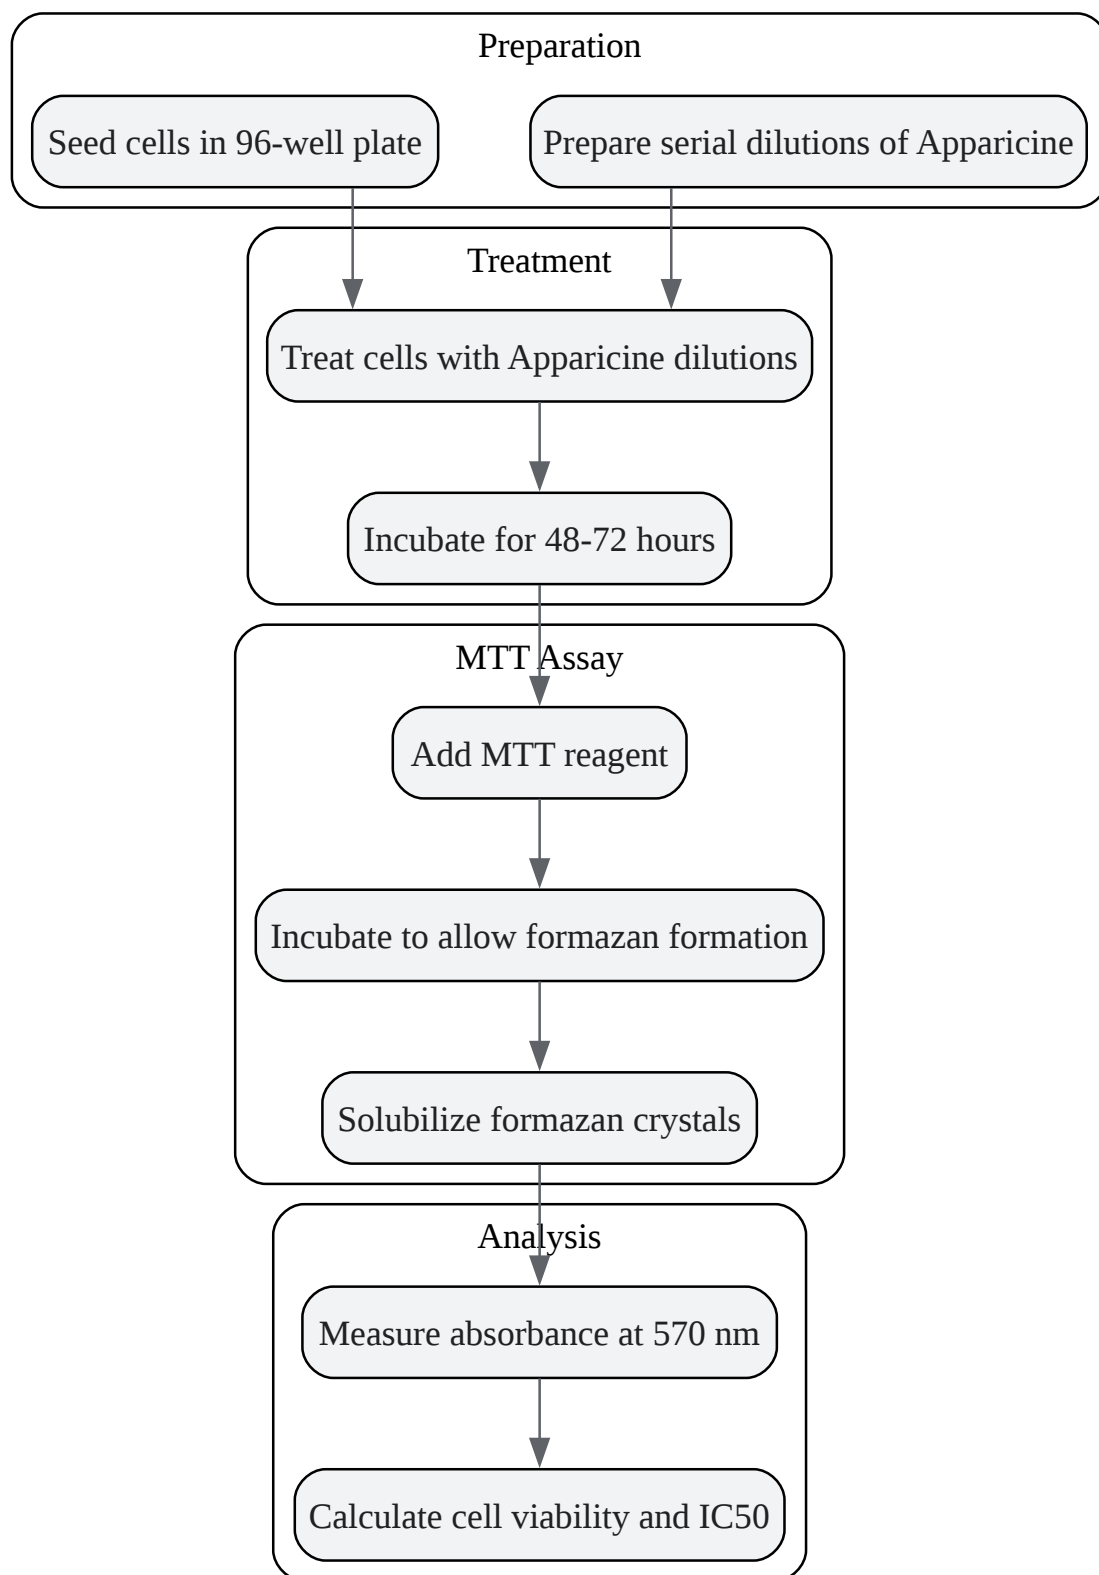 Preparation
Seed cells in 96-well plate
Prepare serial dilutions of Apparicine
Treatment
Treat cells with Apparicine dilutions
Incubate for 48-72 hours
MTT Assay
Add MTT reagent
Incubate to allow formazan formation
Solubilize formazan crystals
Analysis
Measure absorbance at 570 nm
Calculate cell viability and IC50